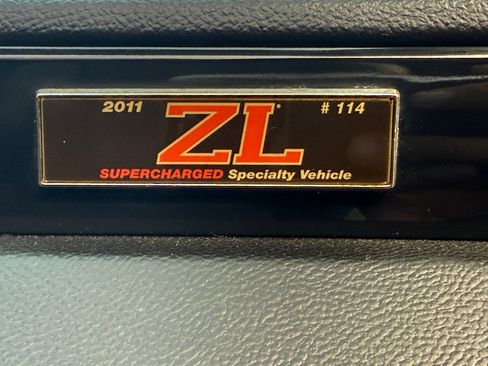 2011 ZL # 114
SUPERCHARGED Specialty Vehicle